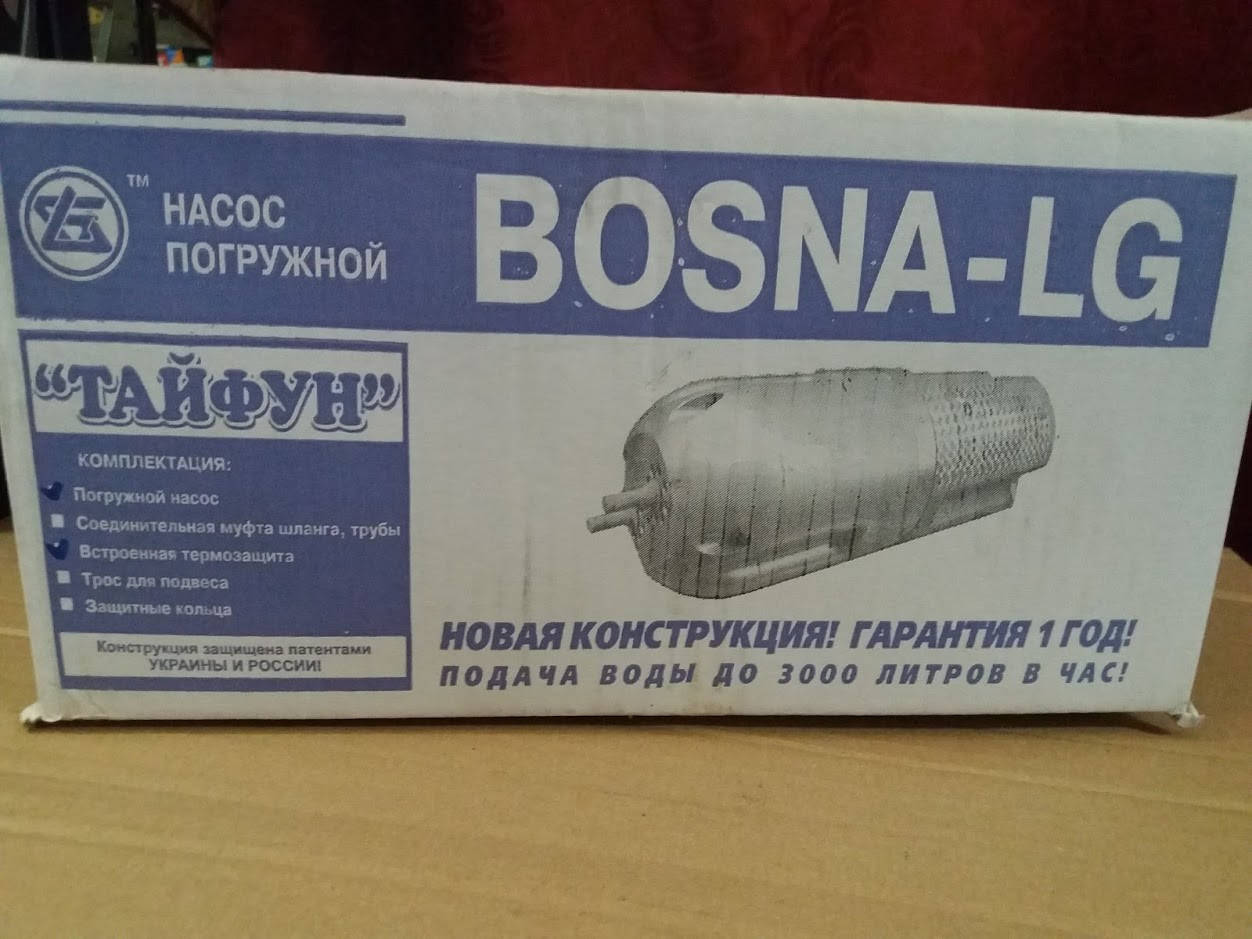 TM
НАСОС
ПОГРУЖНОЙ
BOSNA-LG
“ТАЙФУН”
КОМПЛЕКТАЦИЯ:
Погружной насос
Соединительная муфта шланга, трубы
Встроенная термозащита
Трос для подвеса
Защитные кольца
Конструкция защищена патентами
УКРАИНЫ И РОССИИ!
НОВАЯ КОНСТРУКЦИЯ! ГАРАНТИЯ 1 ГОД!
ПОДАЧА ВОДЫ ДО 3000 ЛИТРОВ В ЧАС!